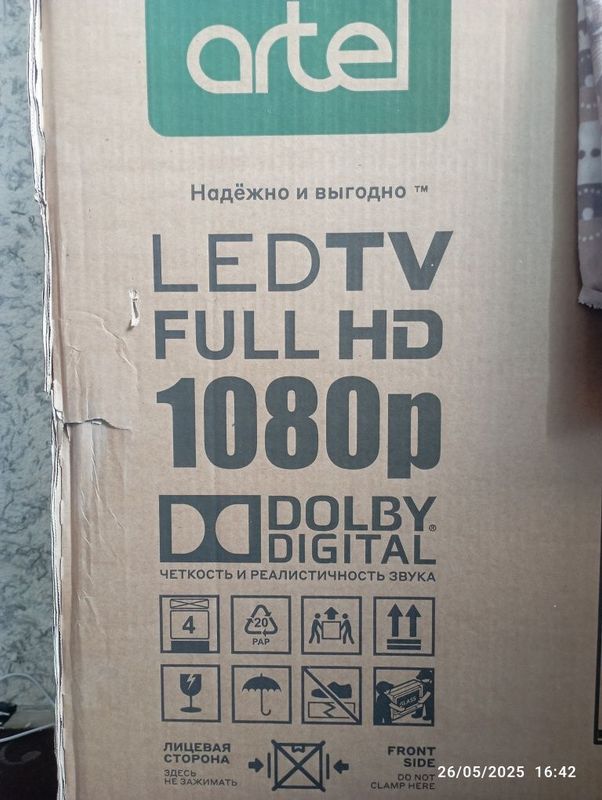 artel
Надёжно и выгодно ™
LEDTV
FULL HD
1080p
DOLBY®
DIGITAL
ЧЕТКОСТЬ И РЕАЛИСТИЧНОСТЬ ЗВУКА
4
20
PAP
GLASS
ЛИЦЕВАЯ
СТОРОНА
ЗДЕСЬ
НЕ ЗАЖИМАТЬ
FRONT
SIDE
DO NOT
CLAMP HERE
26/05/2025 16:42